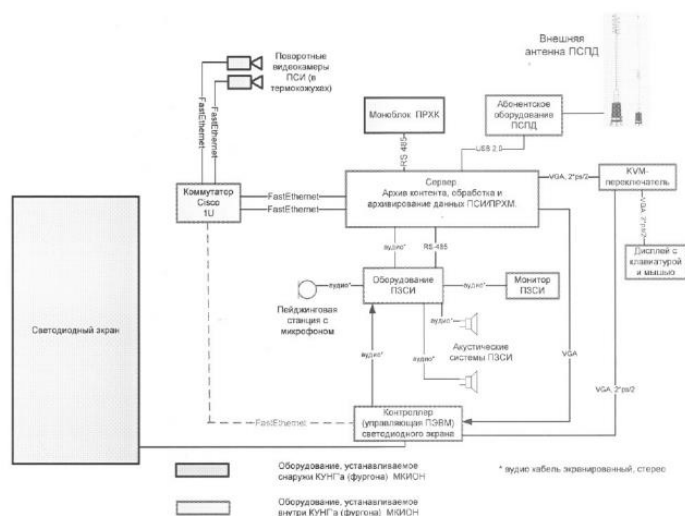 Поворотные
видеокамеры
ПСИ (в
термокожухах)
Внешняя
антенна ПСПД
FastEthernet
FastEthernet
Моноблок ПРХК
Абонентское
оборудование
ПСПД
RS 485
USB 2.0
Коммутатор
Cisco
1U
FastEthernet
FastEthernet
Сервер
Архив контента, обработка и
архивирование данных ПСИ/ПРХМ.
VGA, 2*ps/2
KVM-
переключатель
VGA, 2*ps/2
Дисплей с
клавиатурой
и мышью
аудио*
RS-485
Светодиодный экран
Пейджинговая
станция с
микрофоном
аудио*
Оборудование
ПЗСИ
аудио*
Монитор
ПЗСИ
аудио*
аудио*
аудио*
Акустические
системы ПЗСИ
VGA
VGA, 2*ps/2
FastEthernet
Контроллер
(управляющая ПЭВМ)
светодиодного экрана
Оборудование, устанавливаемое
снаружи КУНГ'а (фургона) МКИОН
* аудио кабель экранированный, стерео
Оборудование, устанавливаемое
внутри КУНГ'а (фургона) МКИОН